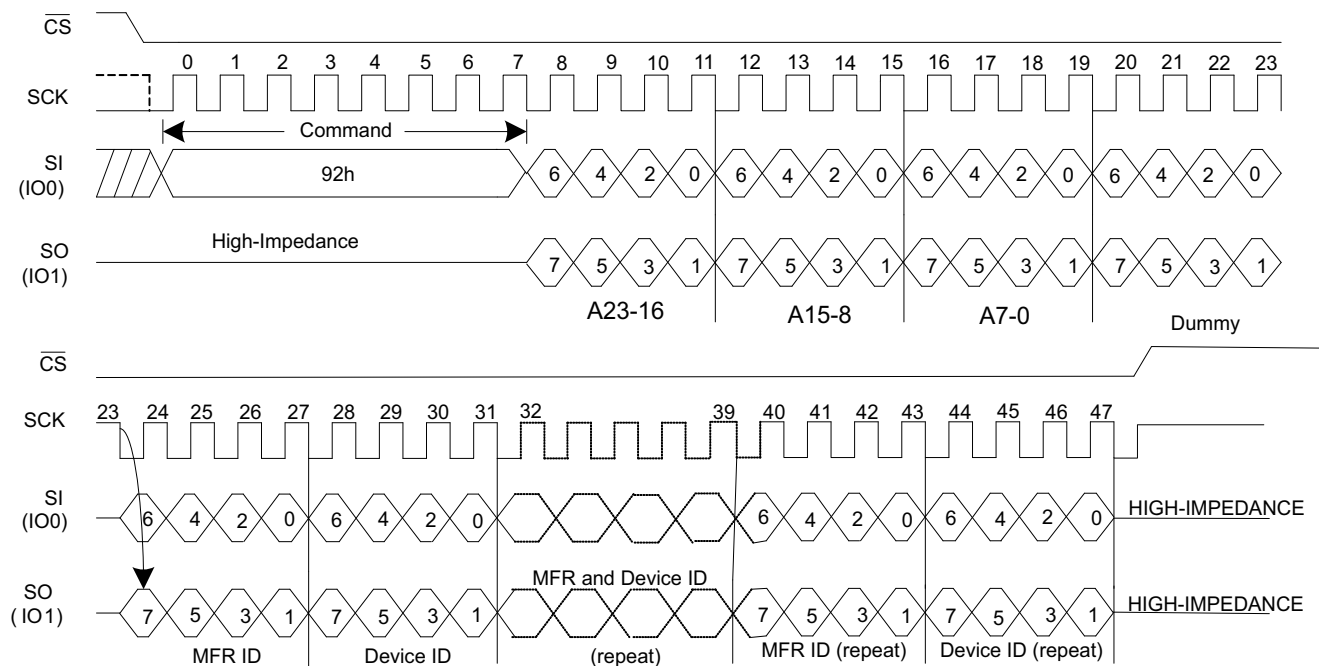 CS
0 1 2 3 4 5 6 7 8 9 10 11 12 13 14 15 16 17 18 19 20 21 22 23
SCK
Command
SI
(IO0)
92h
6 4 2 0 6 4 2 0 6 4 2 0 6 4 2 0
High-Impedance
SO
(IO1)
7 5 3 1 7 5 3 1 7 5 3 1 7 5 3 1
A23-16 A15-8 A7-0 Dummy
CS
SCK
23 24 25 26 27 28 29 30 31 32 39 40 41 42 43 44 45 46 47
SI
(IO0)
6 4 2 0 6 4 2 0 6 4 2 0 6 4 2 0 HIGH-IMPEDANCE
MFR and Device ID
SO
( IO1)
7 5 3 1 7 5 3 1 7 5 3 1 7 5 3 1 HIGH-IMPEDANCE
MFR ID Device ID (repeat) MFR ID (repeat) Device ID (repeat)